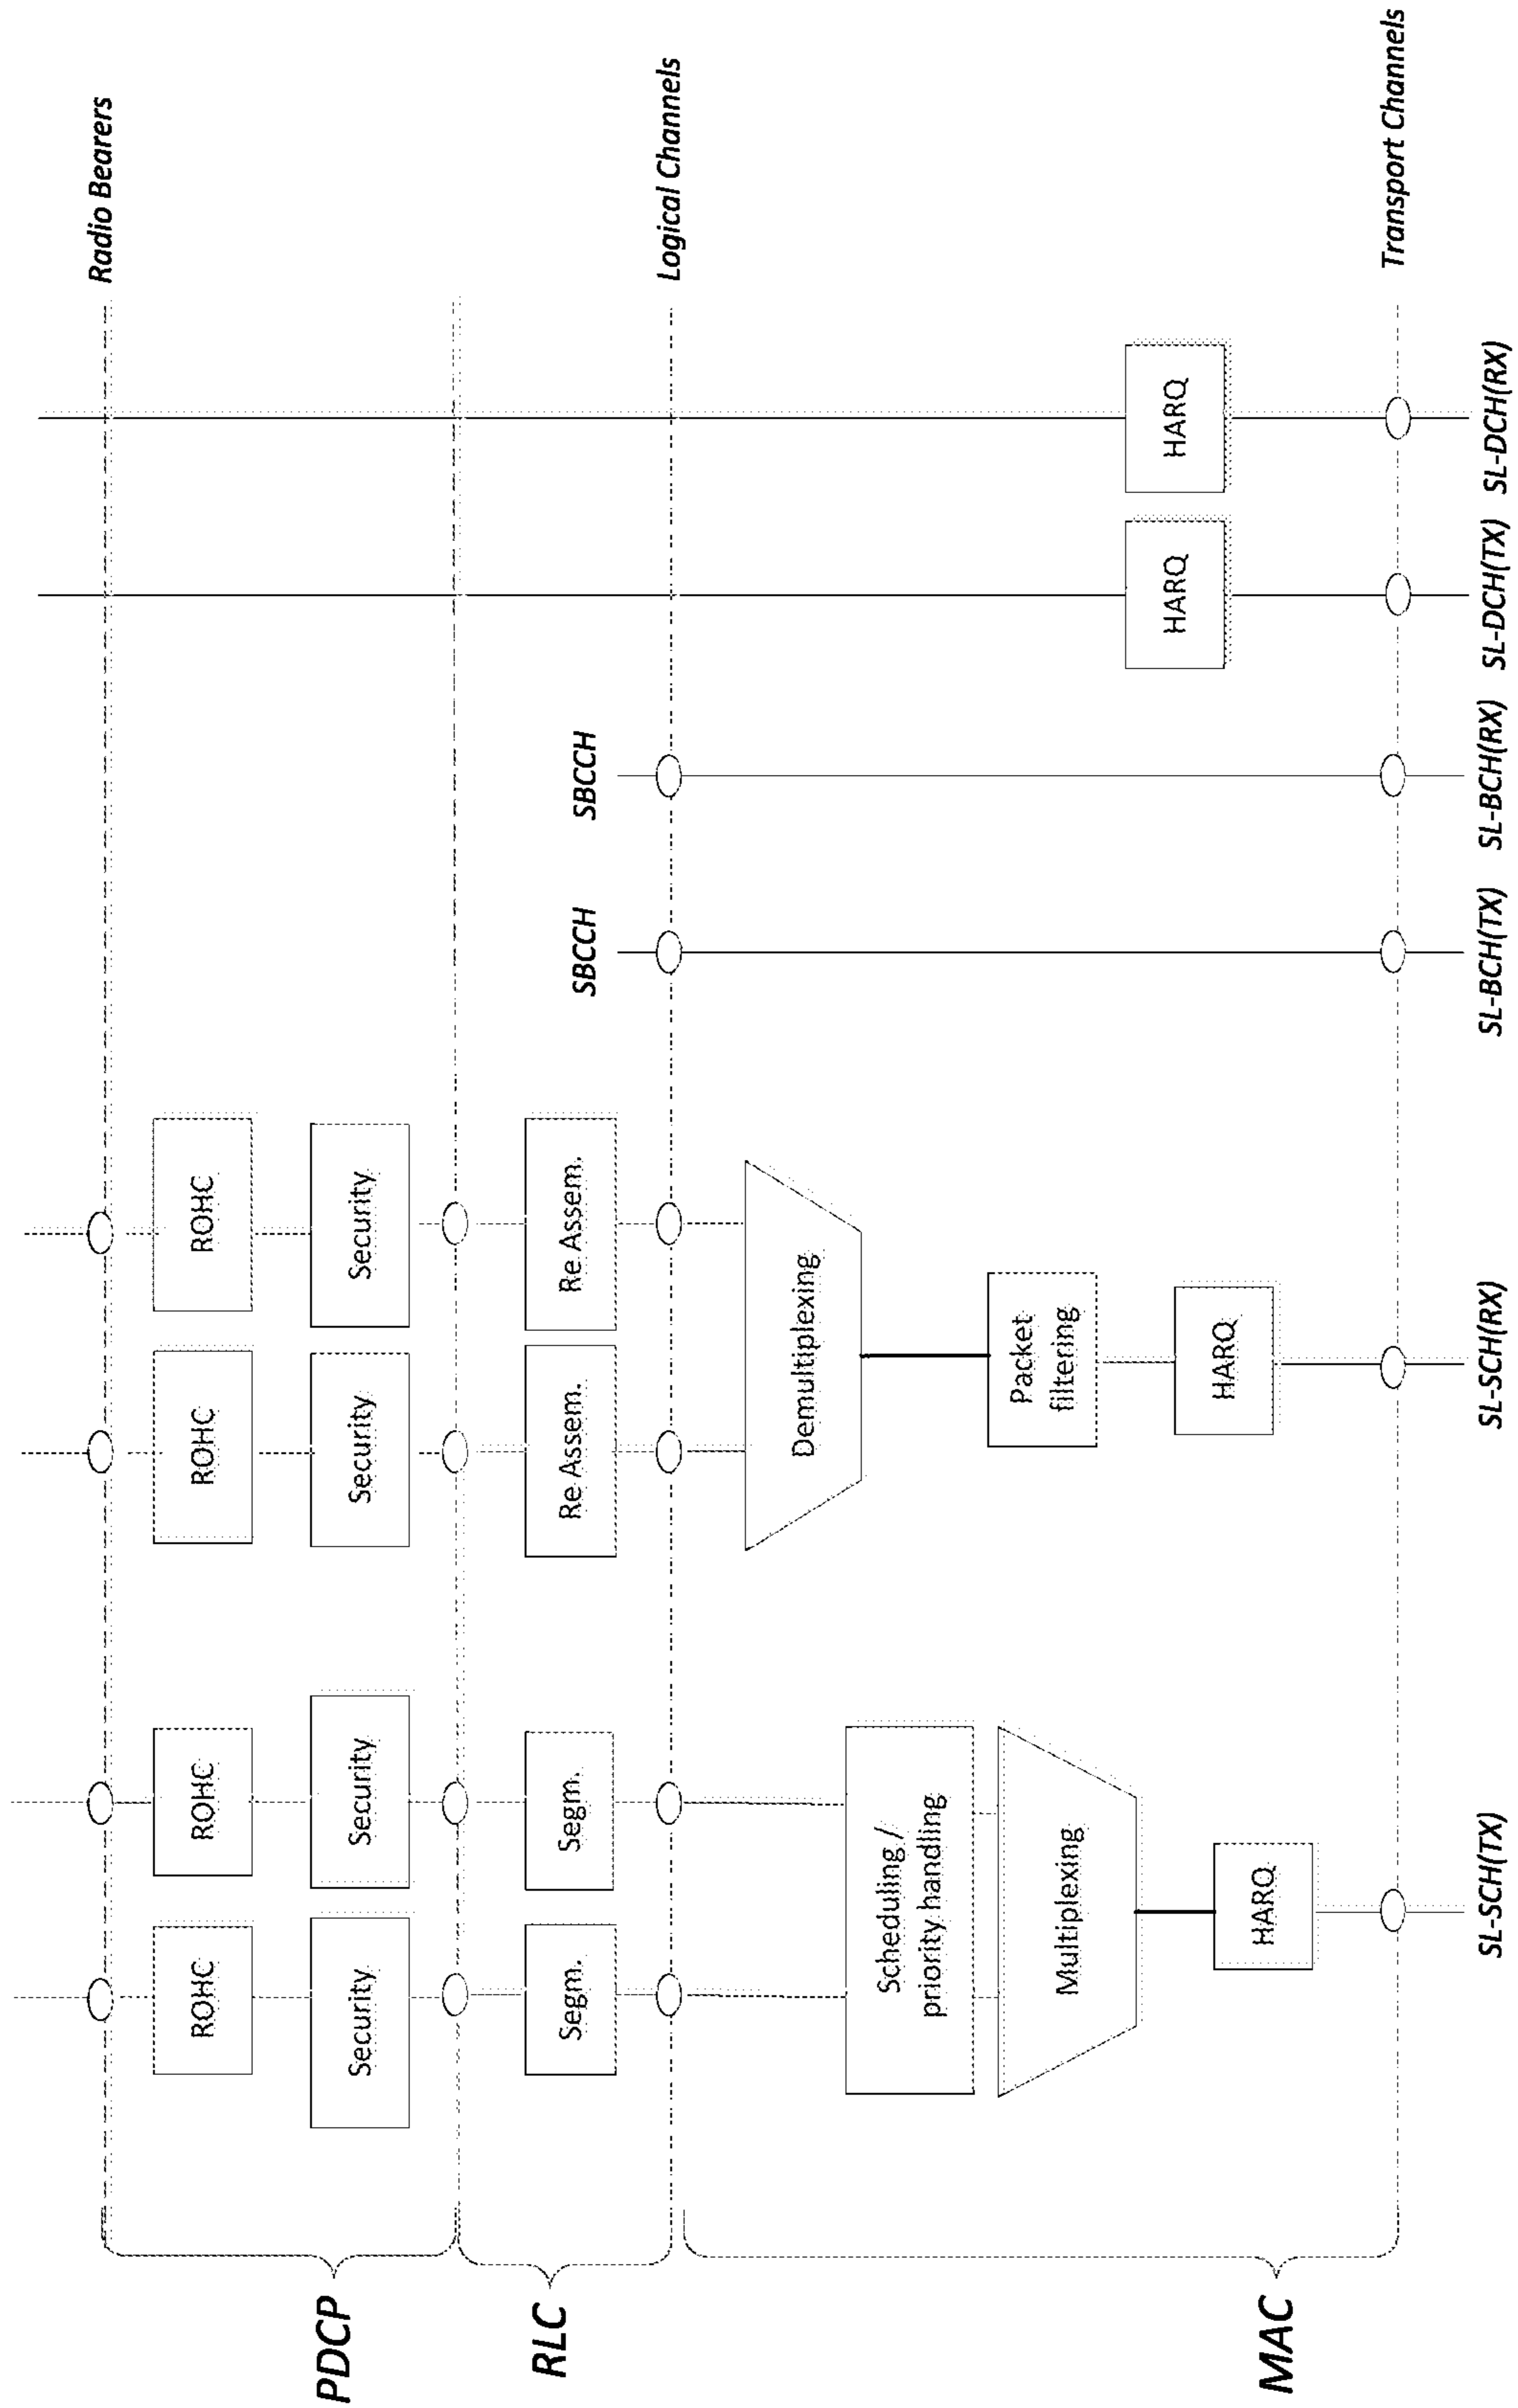 Radio Bearers
ROHC
ROHC
ROHC
ROHC
PDCP
Security
Security
Security
Security
RLC
Segm.
Segm.
Re Assem.
Re Assem.
SBCCH
SBCCH
Logical Channels
Scheduling /
priority handling
Demultiplexing
Multiplexing
Packet
filtering
MAC
HARQ
HARQ
HARQ
HARQ
Transport Channels
SL-SCH(TX)
SL-SCH(RX)
SL-BCH(TX)
SL-BCH(RX)
SL-DCH(TX)
SL-DCH(RX)